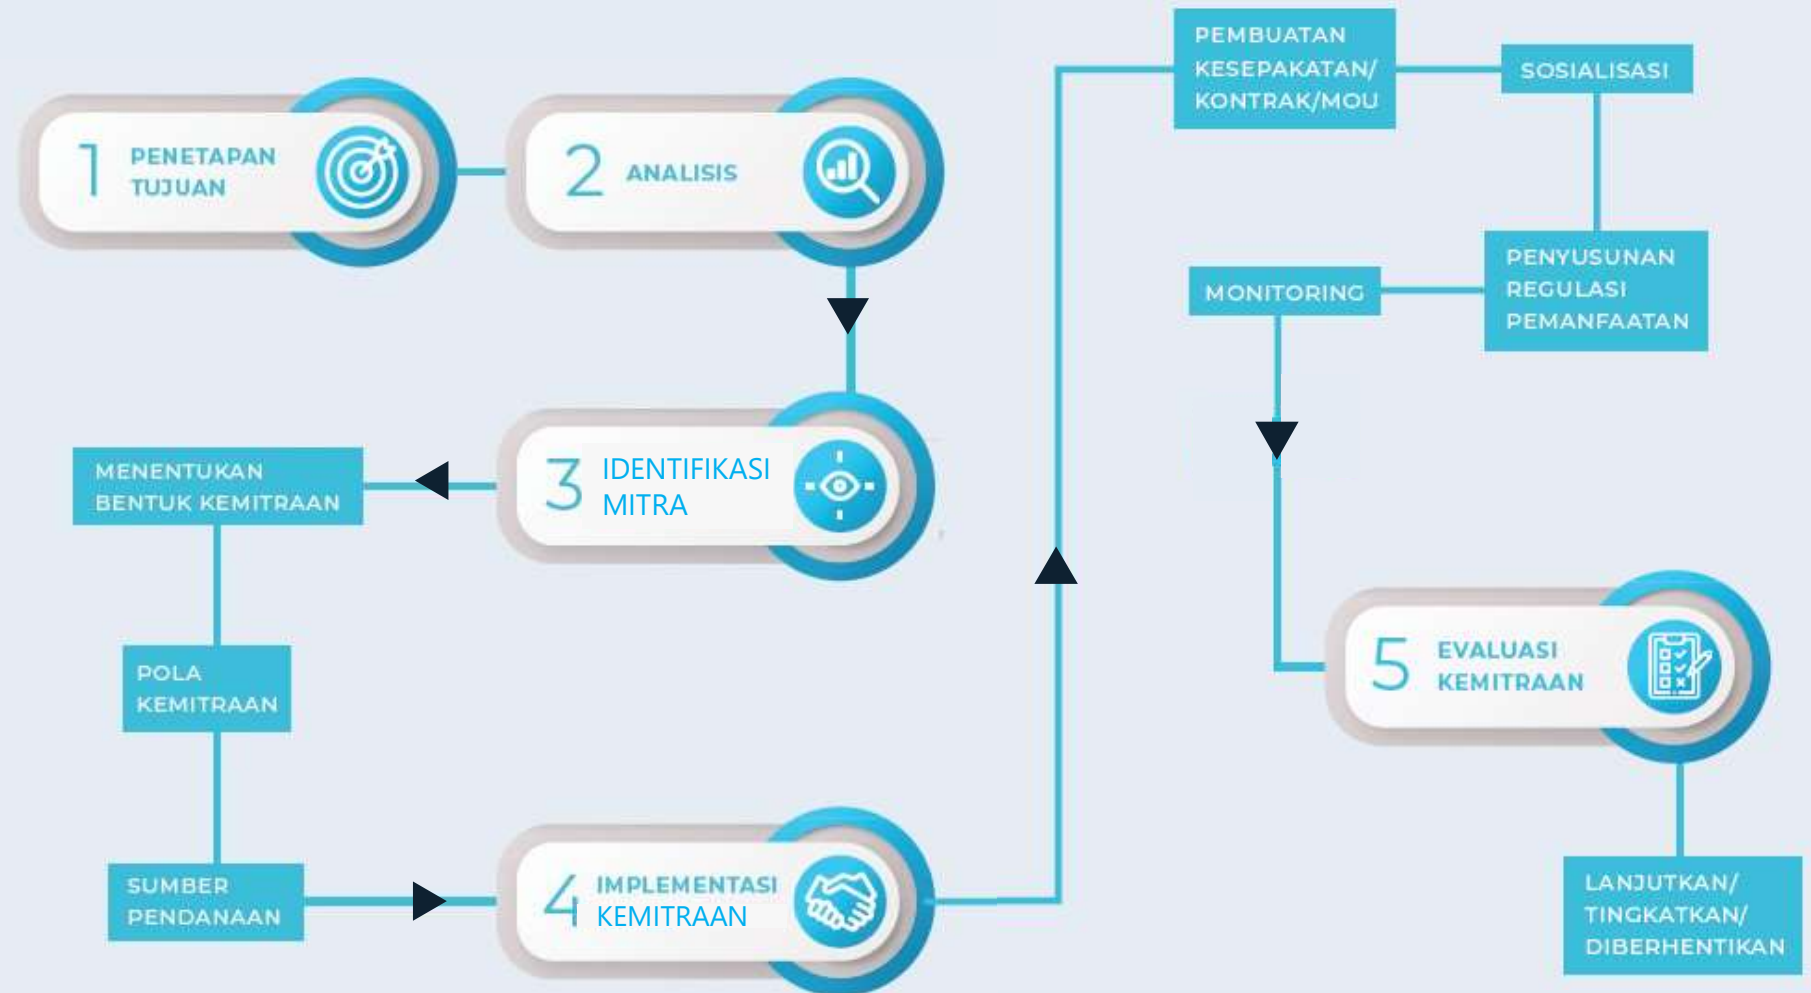 1 PENETAPAN
TUJUAN
2 ANALISIS
3 IDENTIFIKASI
MITRA
MENENTUKAN
BENTUK KEMITRAAN
POLA
KEMITRAAN
SUMBER
PENDANAAN
4 IMPLEMENTASI
KEMITRAAN
PEMBUATAN
KESEPAKATAN/
KONTRAK/MOU
SOSIALISASI
PENYUSUNAN
REGULASI
PEMANFAATAN
MONITORING
5 EVALUASI
KEMITRAAN
LANJUTKAN/
TINGKATKAN/
DIBERHENTIKAN